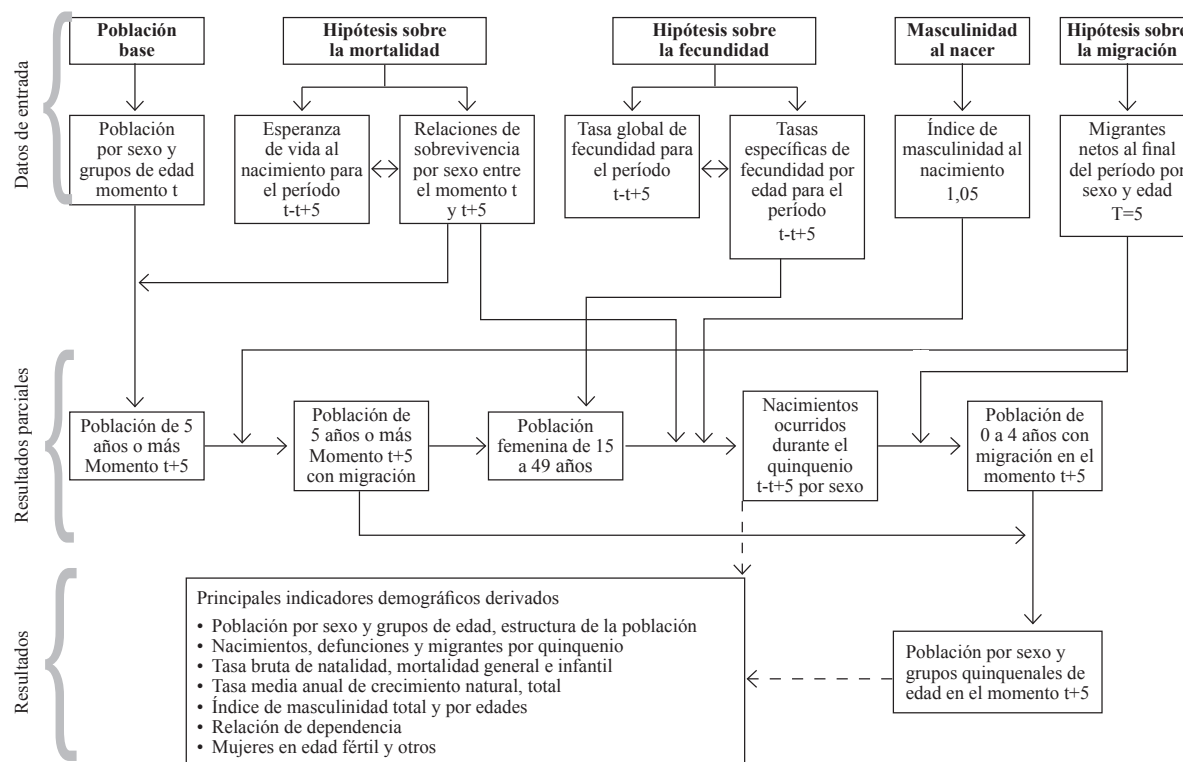 Datos de entrada
Población
base
Hipótesis sobre
la mortalidad
Hipótesis sobre
la fecundidad
Masculinidad
al nacer
Hipótesis sobre
la migración
Población
por sexo y
grupos de edad
momento t
Esperanza
de vida al
nacimiento para
el período
t-t+5
Relaciones de
sobrevivencia
por sexo entre
el momento t
y t+5
Tasa global de
fecundidad para
el período
t-t+5
Tasas
específicas de
fecundidad por
edad para el
período
t-t+5
Índice de
masculinidad al
nacimiento
1,05
Migrantes
netos al final
del período por
sexo y edad
T=5
Resultados parciales
Población de 5
años o más
Momento t+5
Población de
5 años o más
Momento t+5
con migración
Población
femenina de 15
a 49 años
Nacimientos
ocurridos
durante el
quinquenio
t-t+5 por sexo
Población de
0 a 4 años con
migración en el
momento t+5
Resultados
Principales indicadores demográficos derivados
• Población por sexo y grupos de edad, estructura de la población
• Nacimientos, defunciones y migrantes por quinquenio
• Tasa bruta de natalidad, mortalidad general e infantil
• Tasa media anual de crecimiento natural, total
• Índice de masculinidad total y por edades
• Relación de dependencia
• Mujeres en edad fértil y otros
Población por sexo y
grupos quinquenales de
edad en el momento t+5